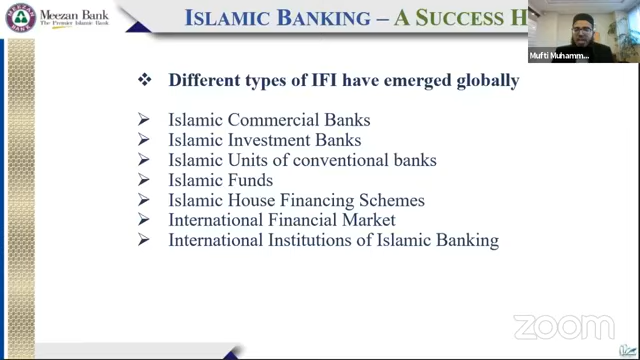 Meezan Bank
The Premier Islamic Bank
MEEZAN BANK
ISLAMIC BANKING – A SUCCESS H
Mufti Muhamm...
❖ Different types of IFI have emerged globally
➢ Islamic Commercial Banks
➢ Islamic Investment Banks
➢ Islamic Units of conventional banks
➢ Islamic Funds
➢ Islamic House Financing Schemes
➢ International Financial Market
➢ International Institutions of Islamic Banking
zoom